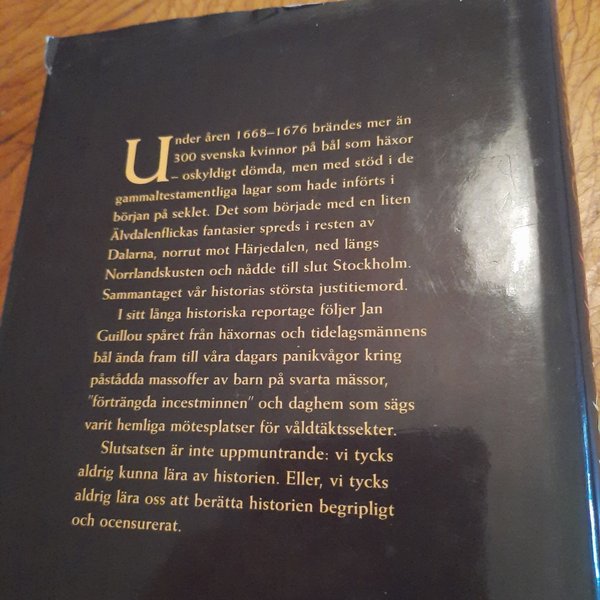 Under åren 1668–1676 brändes mer än
300 svenska kvinnor på bål som häxor
– oskyldigt dömda, men med stöd i de
gammaltestamentliga lagar som hade införts i
början på seklet. Det som började med en liten
Älvdalenflickas fantasier spreds i resten av
Dalarna, norrut mot Härjedalen, ned längs
Norrlandskusten och nådde till slut Stockholm.
Sammantaget vår historias största justitiemord.
I sitt långa historiska reportage följer Jan
Guillou spåret från häxornas och tidelagsmännens
bål ända fram till våra dagars panikvågor kring
påstådda massoffer av barn på svarta mässor,
"förträngda incestminnen" och daghem som sägs
varit hemliga mötesplatser för våldtäktssekter.
Slutsatsen är inte uppmuntrande: vi tycks
aldrig kunna lära av historien. Eller, vi tycks
aldrig lära oss att berätta historien begripligt
och ocensurerat.